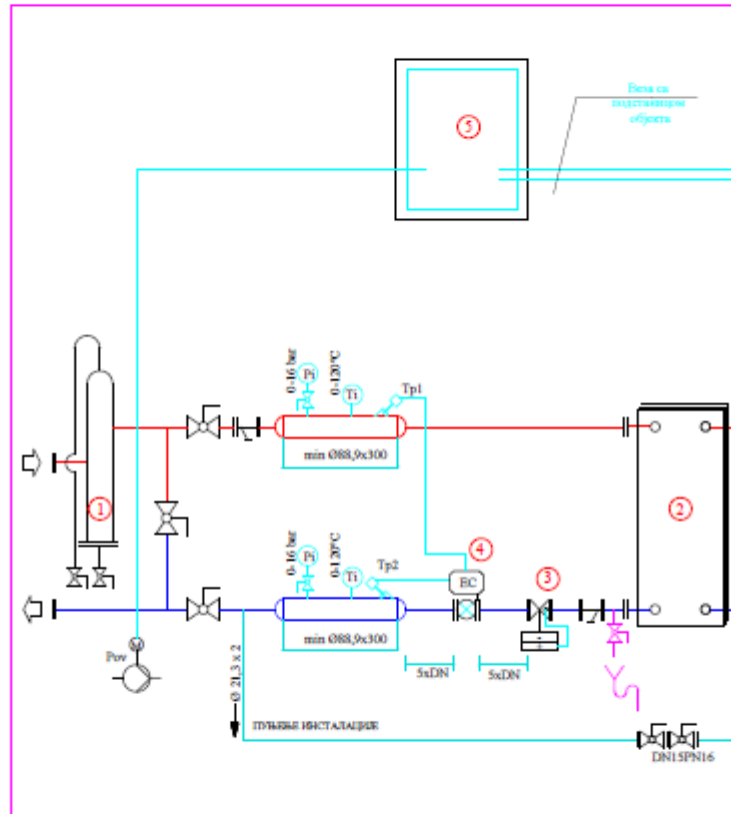 5
Веза са
подстаницом
објекта
0-16 bar
Pi
0-120°C
Ti
Tp1
min Ø88,9x300
1
2
4
3
0-16 bar
Pi
0-120°C
Ti
Tp2
EC
min Ø88,9x300
M
Pov
5xDN
5xDN
Ø 21,3 x 2
ПУЊЕЊЕ ИНСТАЛАЦИЈЕ
DN15PN16